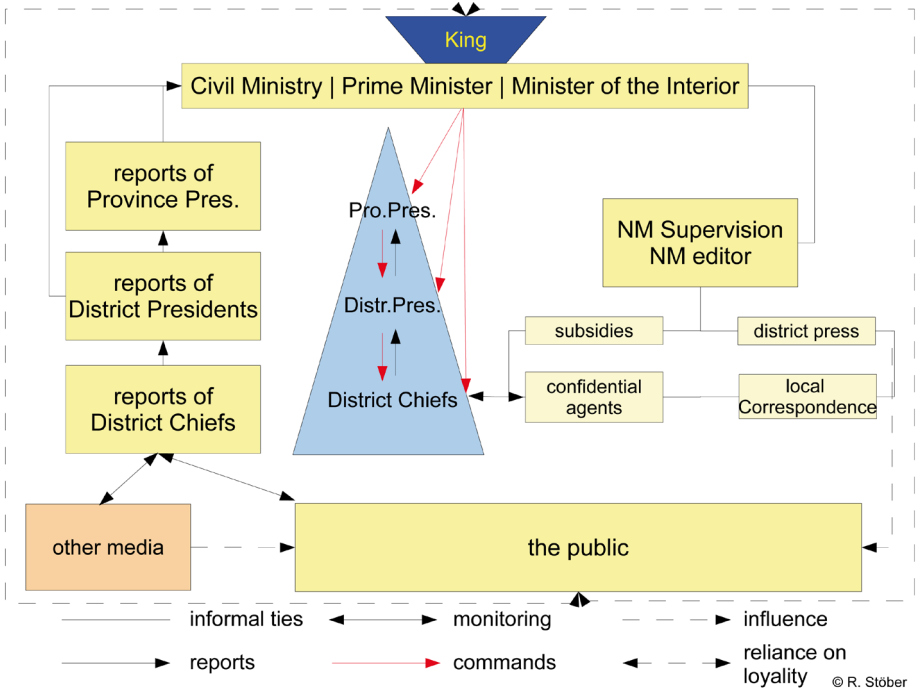 King
Civil Ministry | Prime Minister | Minister of the Interior
reports of
Province Pres.
reports of
District Presidents
reports of
District Chiefs
Pro.Pres.
Distr.Pres.
District Chiefs
NM Supervision
NM editor
subsidies
district press
confidential
agents
local
Correspondence
other media
the public
informal ties
monitoring
influence
reports
commands
reliance on
loyality
© R. Stöber